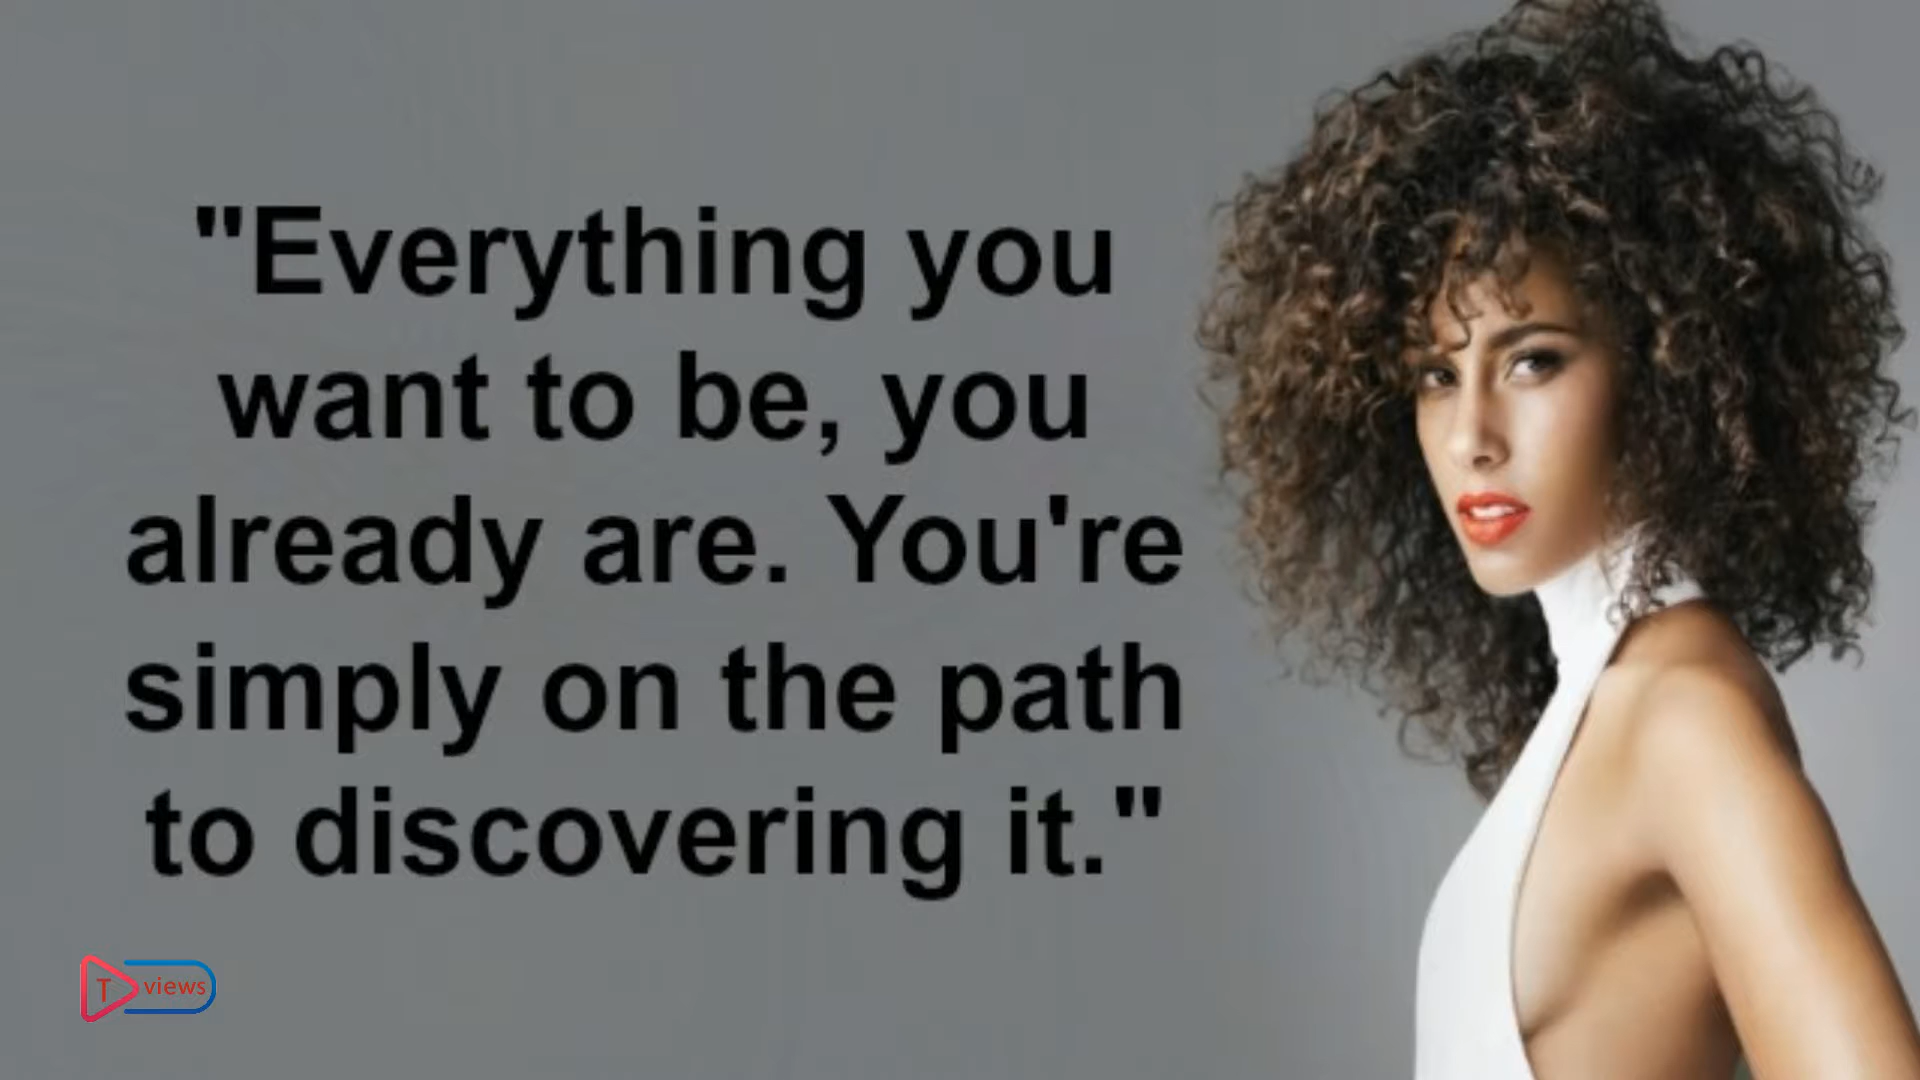 "Everything you
want to be, you
already are. You're
simply on the path
to discovering it."
T views